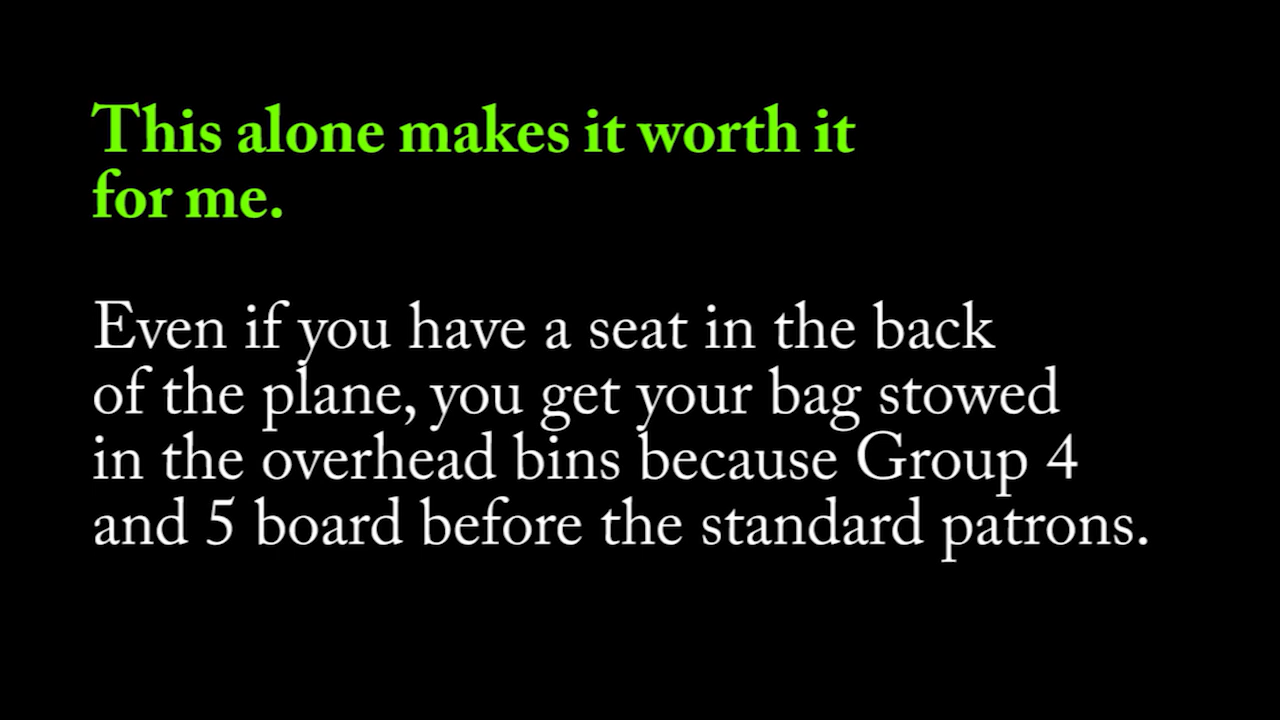 This alone makes it worth it
for me.
Even if you have a seat in the back
of the plane, you get your bag stowed
in the overhead bins because Group 4
and 5 board before the standard patrons.